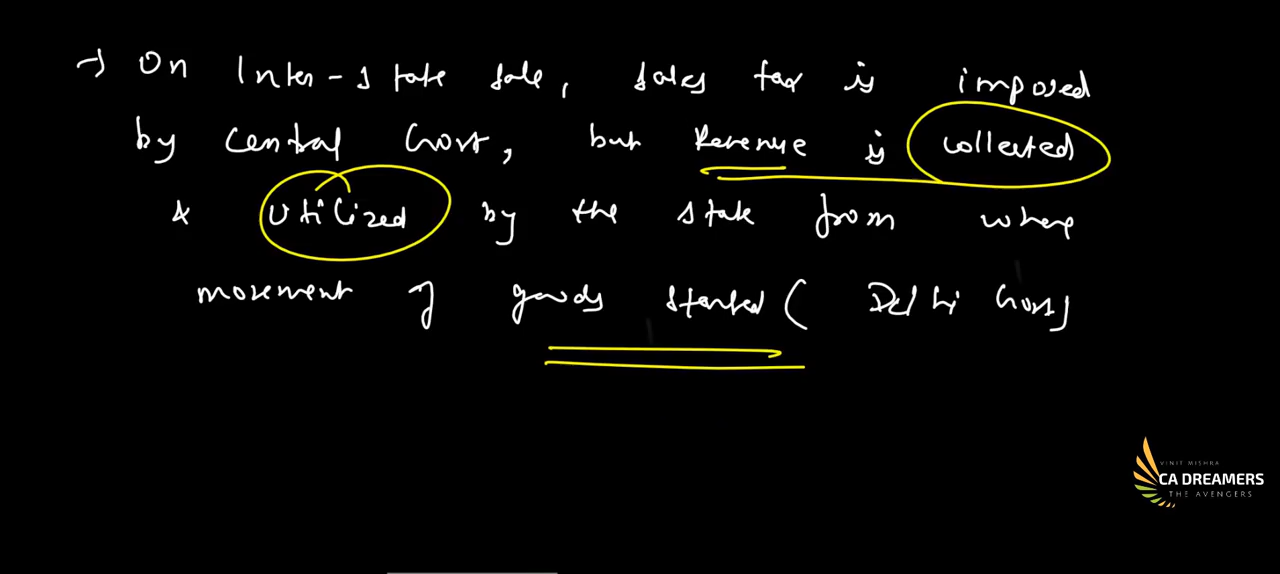 → On Inter-state sale, sales tax is imposed
by Central Govt, but Revenue is collected
& Utilized by the state from where
movement of goods started (Delhi Govt)
VINIT MISHRA
CA DREAMERS
THE AVENGERS